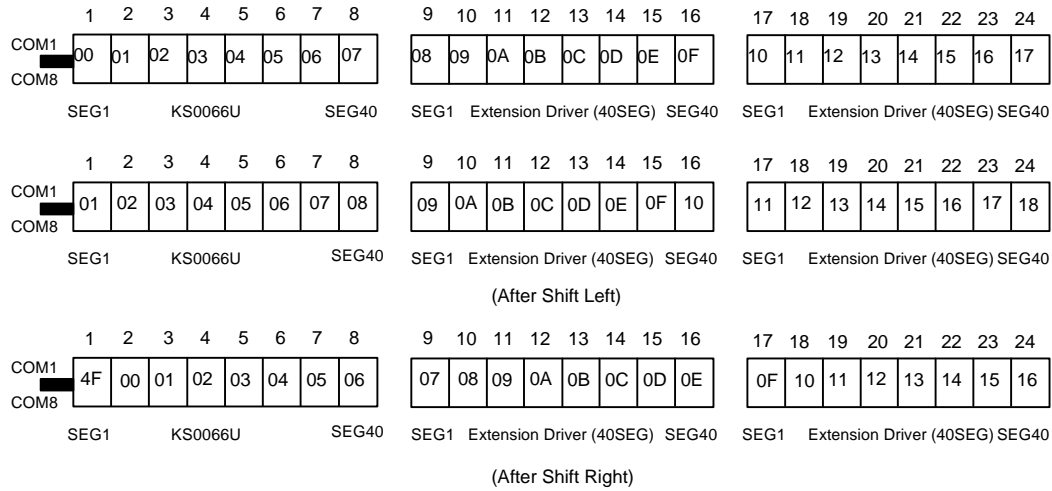 1 2 3 4 5 6 7 8 9 10 11 12 13 14 15 16 17 18 19 20 21 22 23 24
COM1
00 01 02 03 04 05 06 07 08 09 0A 0B 0C 0D 0E 0F 10 11 12 13 14 15 16 17
COM8
SEG1 KS0066U SEG40 SEG1 Extension Driver (40SEG) SEG40 SEG1 Extension Driver (40SEG) SEG40
1 2 3 4 5 6 7 8 9 10 11 12 13 14 15 16 17 18 19 20 21 22 23 24
COM1
01 02 03 04 05 06 07 08 09 0A 0B 0C 0D 0E 0F 10 11 12 13 14 15 16 17 18
COM8
SEG1 KS0066U SEG40 SEG1 Extension Driver (40SEG) SEG40 SEG1 Extension Driver (40SEG) SEG40
(After Shift Left)
1 2 3 4 5 6 7 8 9 10 11 12 13 14 15 16 17 18 19 20 21 22 23 24
COM1
4F 00 01 02 03 04 05 06 07 08 09 0A 0B 0C 0D 0E 0F 10 11 12 13 14 15 16
COM8
SEG1 KS0066U SEG40 SEG1 Extension Driver (40SEG) SEG40 SEG1 Extension Driver (40SEG) SEG40
(After Shift Right)